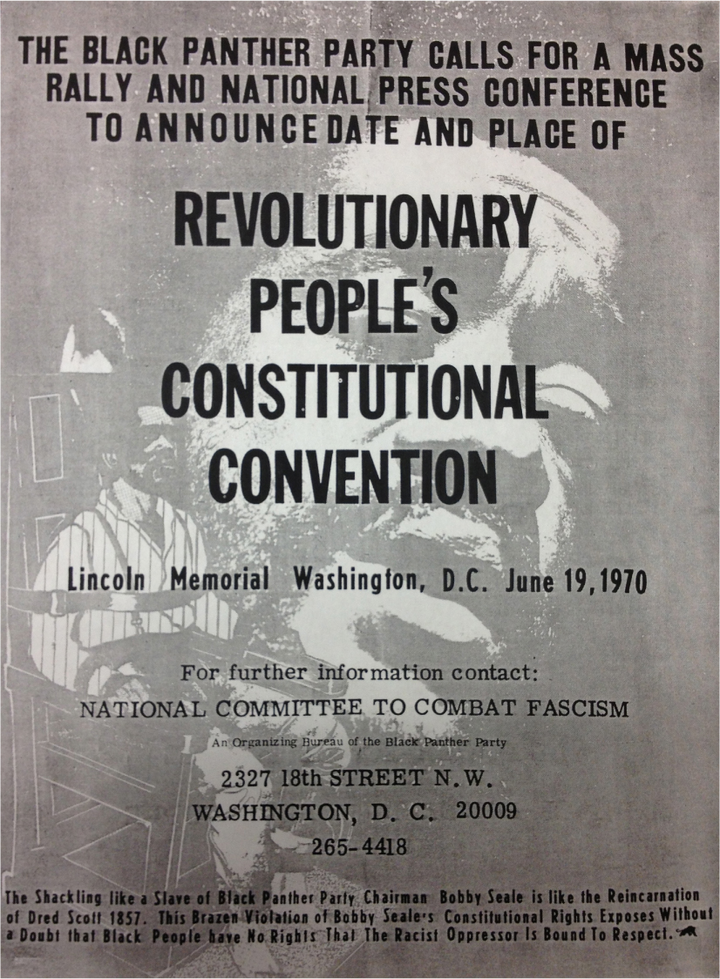 THE BLACK PANTHER PARTY CALLS FOR A MASS
RALLY AND NATIONAL PRESS CONFERENCE
TO ANNOUNCE DATE AND PLACE OF
REVOLUTIONARY
PEOPLE'S
CONSTITUTIONAL
CONVENTION
Lincoln Memorial Washington, D.C. June 19,1970
For further information contact:
NATIONAL COMMITTEE TO COMBAT FASCISM
An Organizing Bureau of the Black Panther Party
2327 18th STREET N.W.
WASHINGTON, D. C. 20009
265-4418
The Shackling like a Slave of Black Panther Party Chairman Bobby Seale is like the Reincarnation
of Dred Scott 1857. This Brazen Violation of Bobby Seale's Constitutional Rights Exposes Without
a Doubt that Black People have No Rights That The Racist Oppressor Is Bound To Respect.